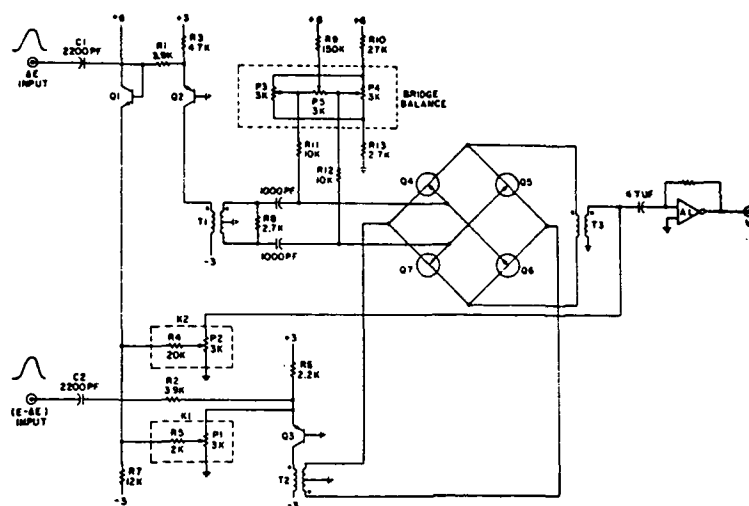 +6
+3
C1
2200PF
R1
3.9K
R3
4.7K
ΔE
INPUT
Q1
Q2
+6
+6
R9
150K
R10
27K
P3
3K
P5
3K
P4
3K
BRIDGE
BALANCE
R11
10K
R12
10K
R13
2.7K
1000PF
T1
R8
2.7K
1000PF
-3
Q4
Q5
Q7
Q6
T3
A1
K2
R4
20K
P2
3K
+3
C2
2200PF
R2
3.9K
R6
2.2K
(E-ΔE)
INPUT
K1
R5
2K
P1
3K
Q3
R7
12K
-3
T2
-3